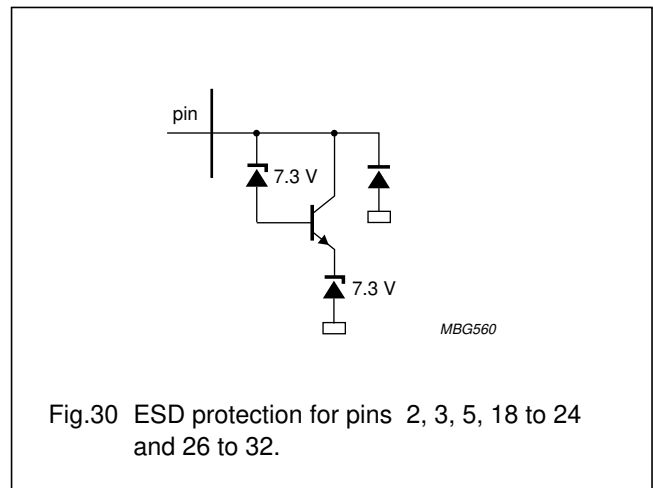 pin
7.3 V
7.3 V
MBG560
Fig.30 ESD protection for pins 2, 3, 5, 18 to 24
and 26 to 32.